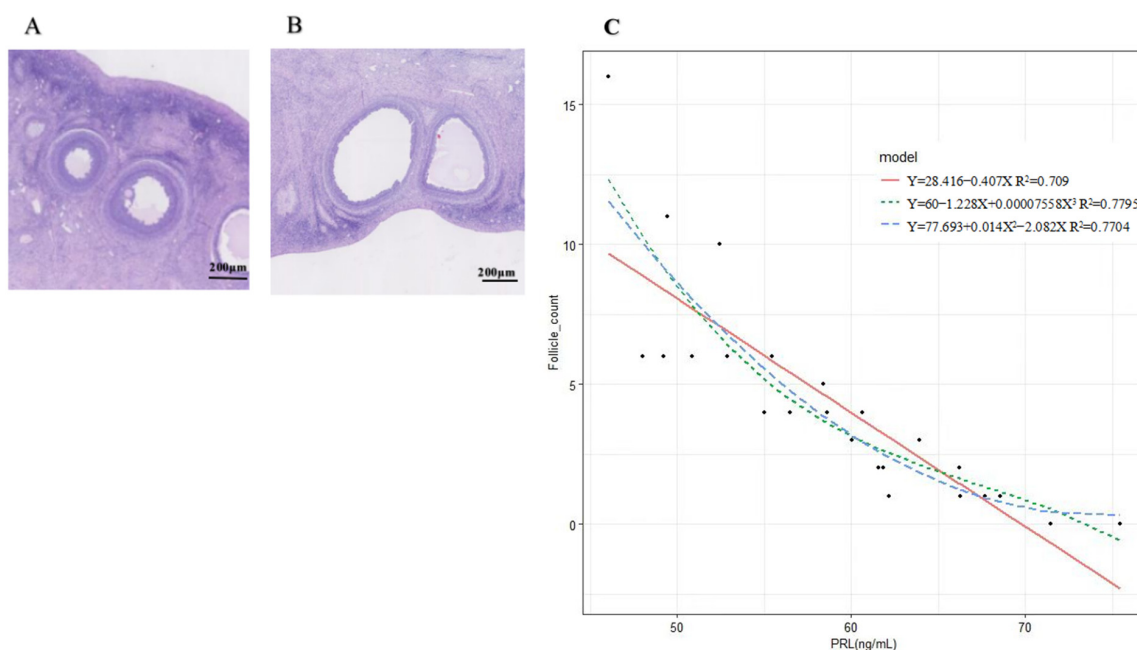 A
B
C
200μm
200μm
15
10
5
0
Follicle_count
50
60
70
PRL(ng/mL)
model
Y=28.416−0.407X R²=0.709
Y=60−1.228X+0.00007558X³ R²=0.7795
Y=77.693+0.014X²−2.082X R²=0.7704